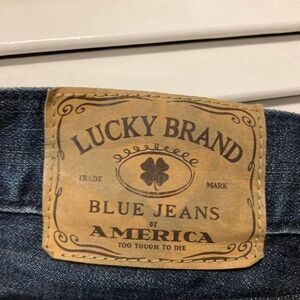 LUCKY BRAND
TRADE MARK
BLUE JEANS
OF
AMERICA
TOO TOUGH TO DIE